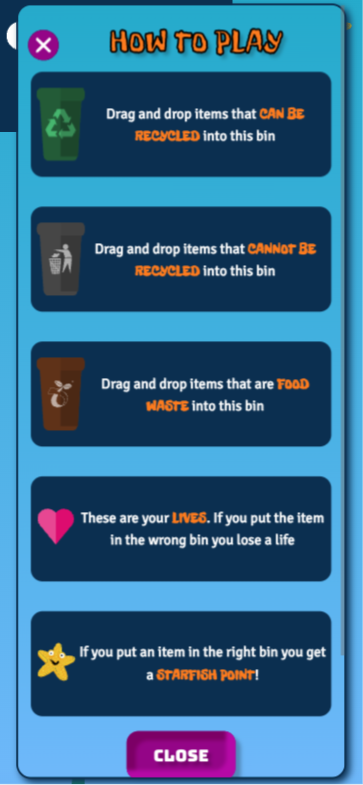 HOW TO PLAY
Drag and drop items that CAN BE
RECYCLED into this bin
Drag and drop items that CANNOT BE
RECYCLED into this bin
Drag and drop items that are FOOD
WASTE into this bin
These are your LIVES. If you put the item
in the wrong bin you lose a life
If you put an item in the right bin you get
a STARFISH POINT!
CLOSE